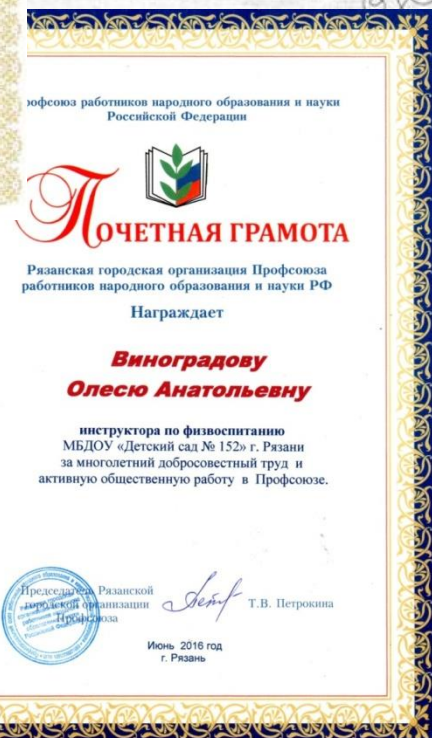 рофсоюз работников народного образования и науки
Российской Федерации
ПОЧЕТНАЯ ГРАМОТА
Рязанская городская организация Профсоюза
работников народного образования и науки РФ
Награждает
Виноградову
Олесю Анатольевну
инструктора по физвоспитанию
МБДОУ «Детский сад № 152» г. Рязани
за многолетний добросовестный труд и
активную общественную работу в Профсоюзе.
Председатель Рязанской
городской организации
Профсоюза
Т.В. Петрокина
Июнь 2016 год
г. Рязань